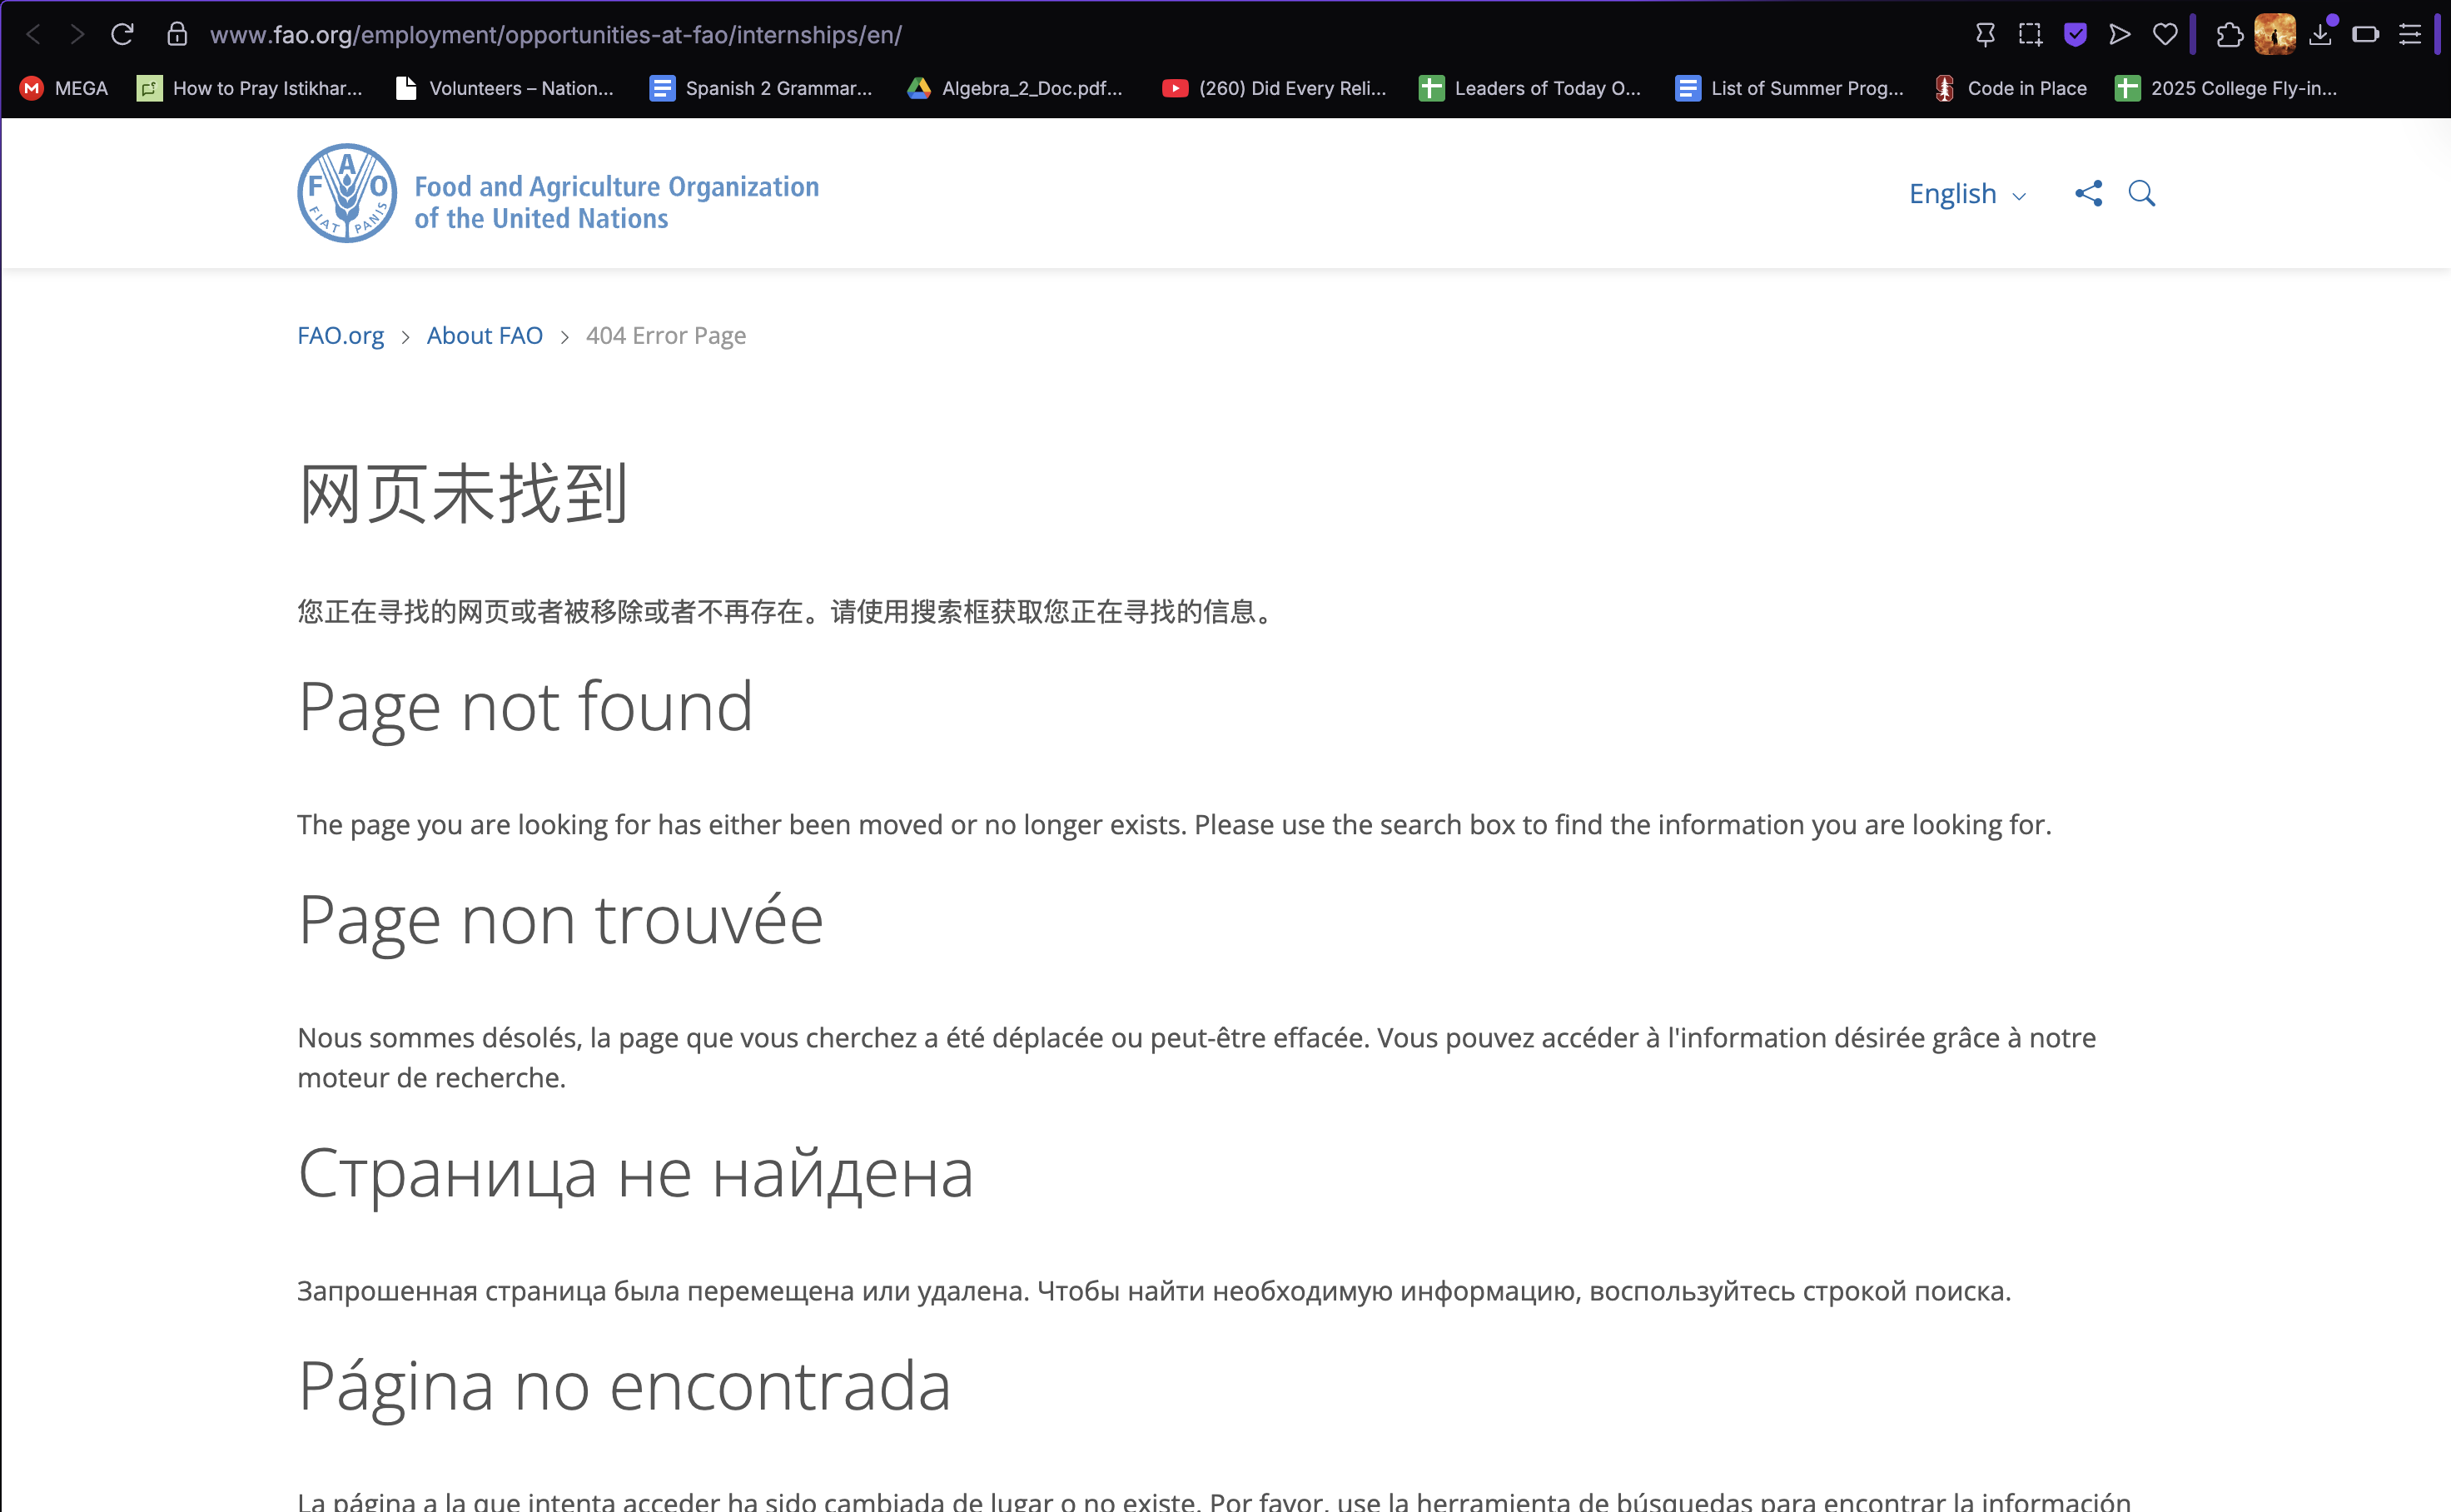 www.fao.org/employment/opportunities-at-fao/internships/en/
MEGA
How to Pray Istikhar...
Volunteers – Nation...
Spanish 2 Grammar...
Algebra_2_Doc.pdf...
(260) Did Every Reli...
Leaders of Today O...
List of Summer Prog...
Code in Place
2025 College Fly-in...
F A O
FIAT PANIS
Food and Agriculture Organization
of the United Nations
English
FAO.org > About FAO > 404 Error Page
网页未找到
您正在寻找的网页或者被移除或者不再存在。请使用搜索框获取您正在寻找的信息。
Page not found
The page you are looking for has either been moved or no longer exists. Please use the search box to find the information you are looking for.
Page non trouvée
Nous sommes désolés, la page que vous cherchez a été déplacée ou peut-être effacée. Vous pouvez accéder à l'information désirée grâce à notre
moteur de recherche.
Страница не найдена
Запрошенная страница была перемещена или удалена. Чтобы найти необходимую информацию, воспользуйтесь строкой поиска.
Página no encontrada
La página a la que intenta acceder ha sido cambiada de lugar o no existe. Por favor, use la herramienta de búsquedas para encontrar la información